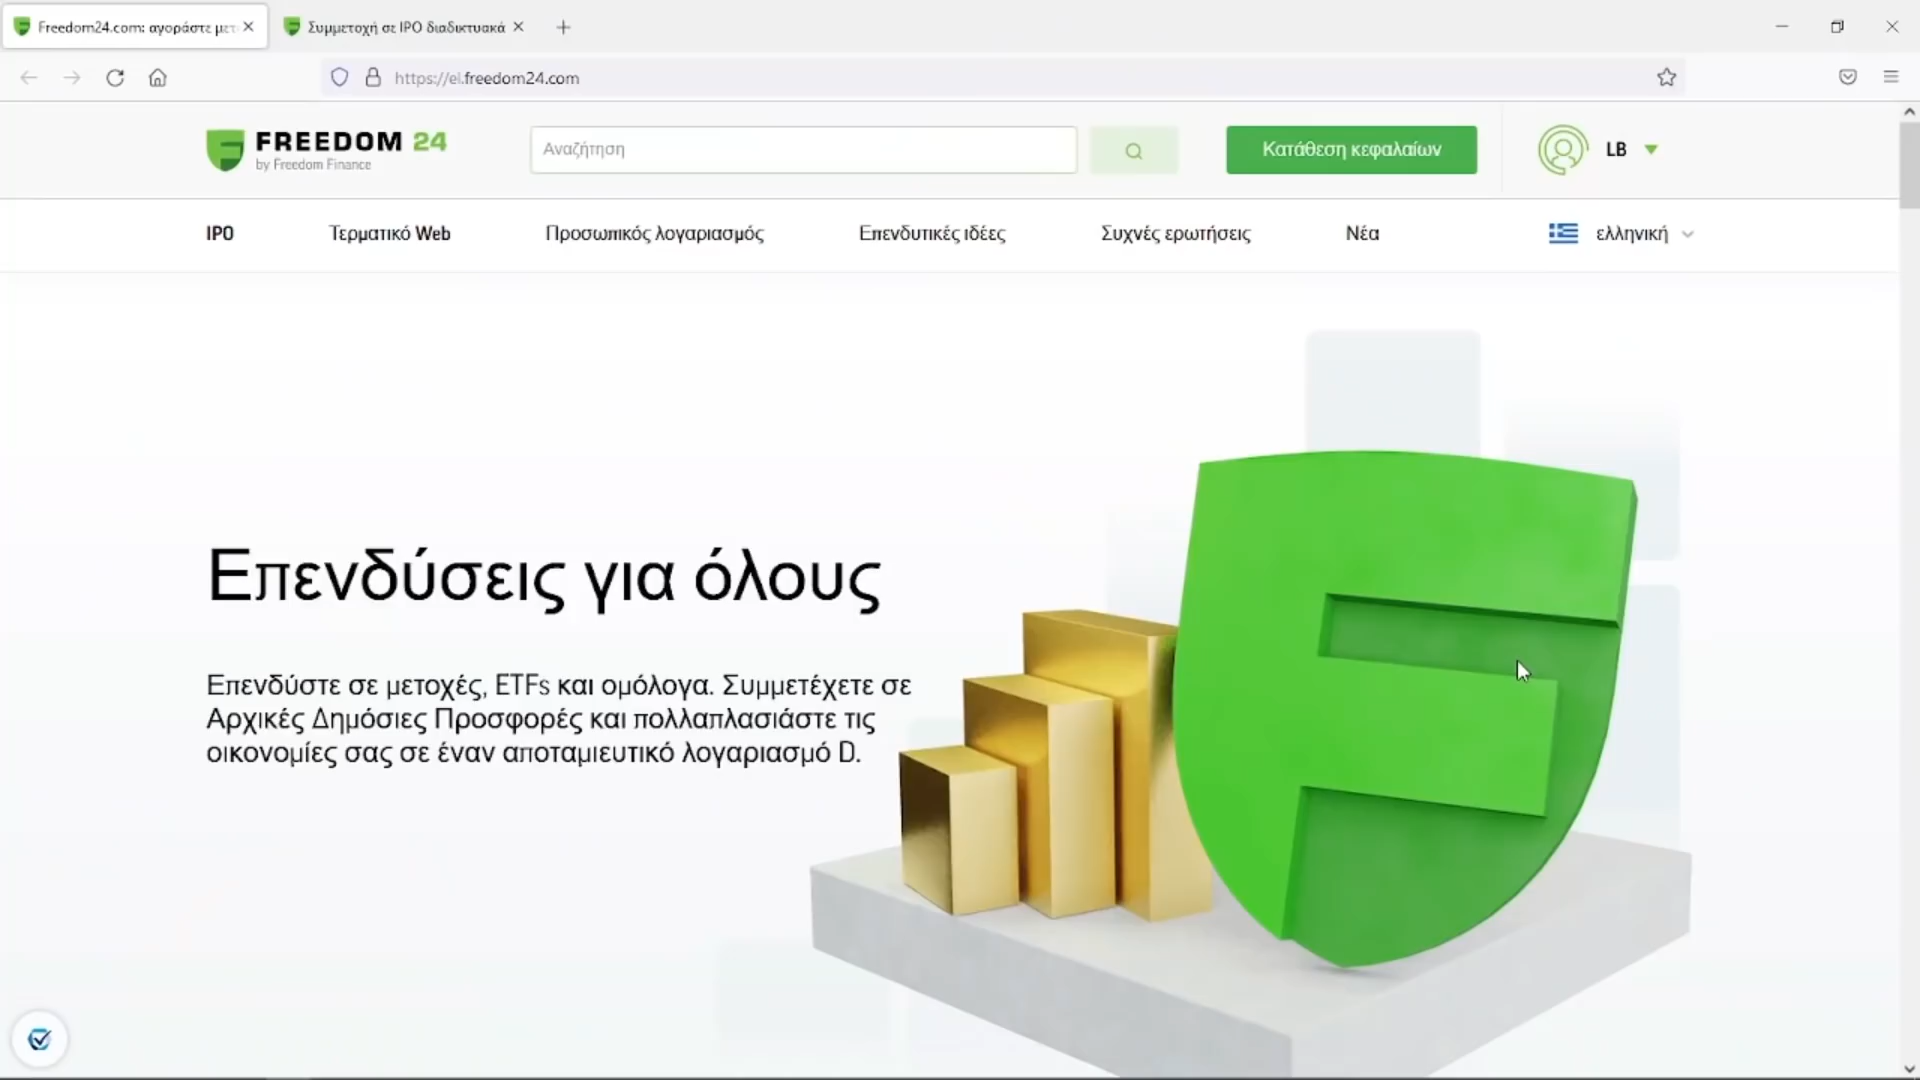 Freedom24.com: αγοράστε μετ
Συμμετοχή σε IPO διαδικτυακά
https://el.freedom24.com
FREEDOM 24
by Freedom Finance
Αναζήτηση
Κατάθεση κεφαλαίων
LB
IPO
Τερματικό Web
Προσωπικός λογαριασμός
Επενδυτικές ιδέες
Συχνές ερωτήσεις
Νέα
ελληνική
Επενδύσεις για όλους
Επενδύστε σε μετοχές, ETFs και ομόλογα. Συμμετέχετε σε
Αρχικές Δημόσιες Προσφορές και πολλαπλασιάστε τις
οικονομίες σας σε έναν αποταμιευτικό λογαριασμό D.